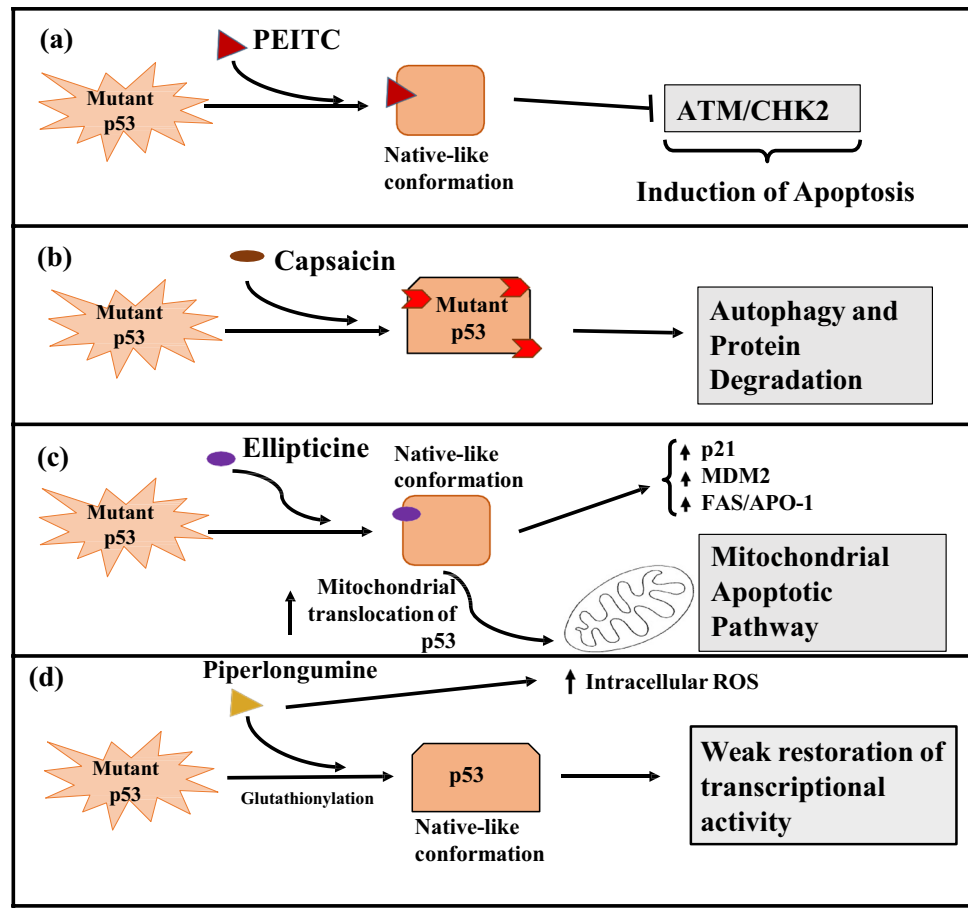 (a)
PEITC
Mutant
p53
Native-like
conformation
ATM/CHK2
Induction of Apoptosis
(b)
Capsaicin
Mutant
p53
Mutant
p53
Autophagy and
Protein
Degradation
(c)
Ellipticine
Mutant
p53
Native-like
conformation
p21
MDM2
FAS/APO-1
Mitochondrial
translocation of
p53
Mitochondrial
Apoptotic
Pathway
(d)
Piperlongumine
Intracellular ROS
Mutant
p53
Glutathionylation
p53
Native-like
conformation
Weak restoration of
transcriptional
activity